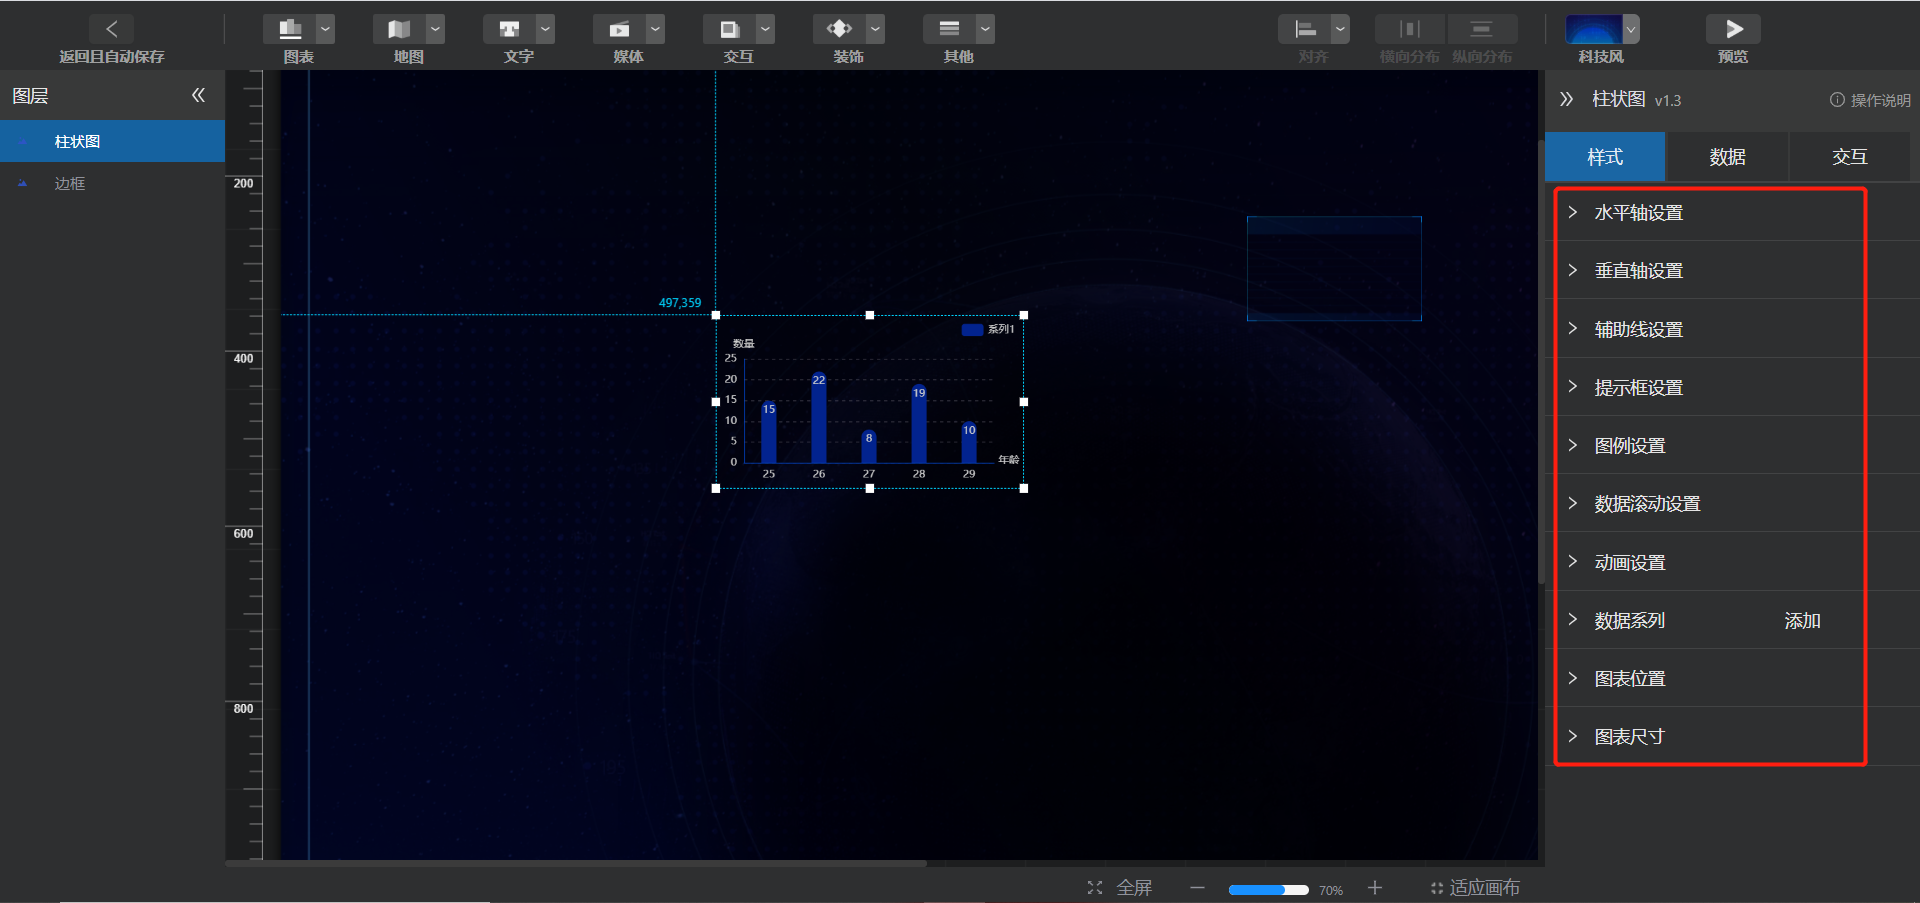 返回且自动保存
图表
地图
文字
媒体
交互
装饰
其他
对齐
横向分布
纵向分布
科技风
预览
图层
柱状图
边框
200
400
600
800
497,359
系列1
数量
25
20
15
10
5
0
15
22
8
19
10
25
26
27
28
29
年龄
柱状图 v1.3
操作说明
样式
数据
交互
水平轴设置
垂直轴设置
辅助线设置
提示框设置
图例设置
数据滚动设置
动画设置
数据系列 添加
图表位置
图表尺寸
全屏
70%
适应画布